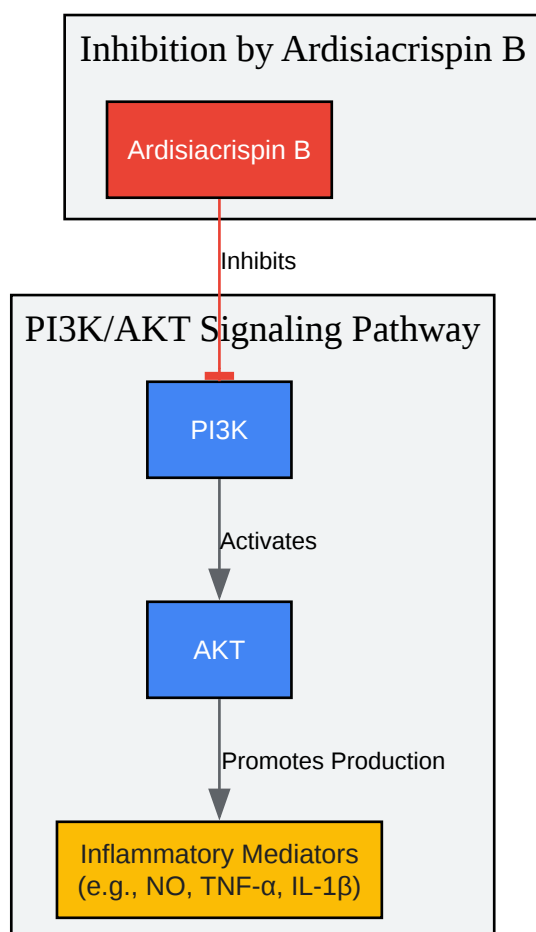 Inhibition by Ardisiacrispin B
Ardisiacrispin B
Inhibits
PI3K/AKT Signaling Pathway
PI3K
Activates
AKT
Promotes Production
Inflammatory Mediators
(e.g., NO, TNF-α, IL-1β)